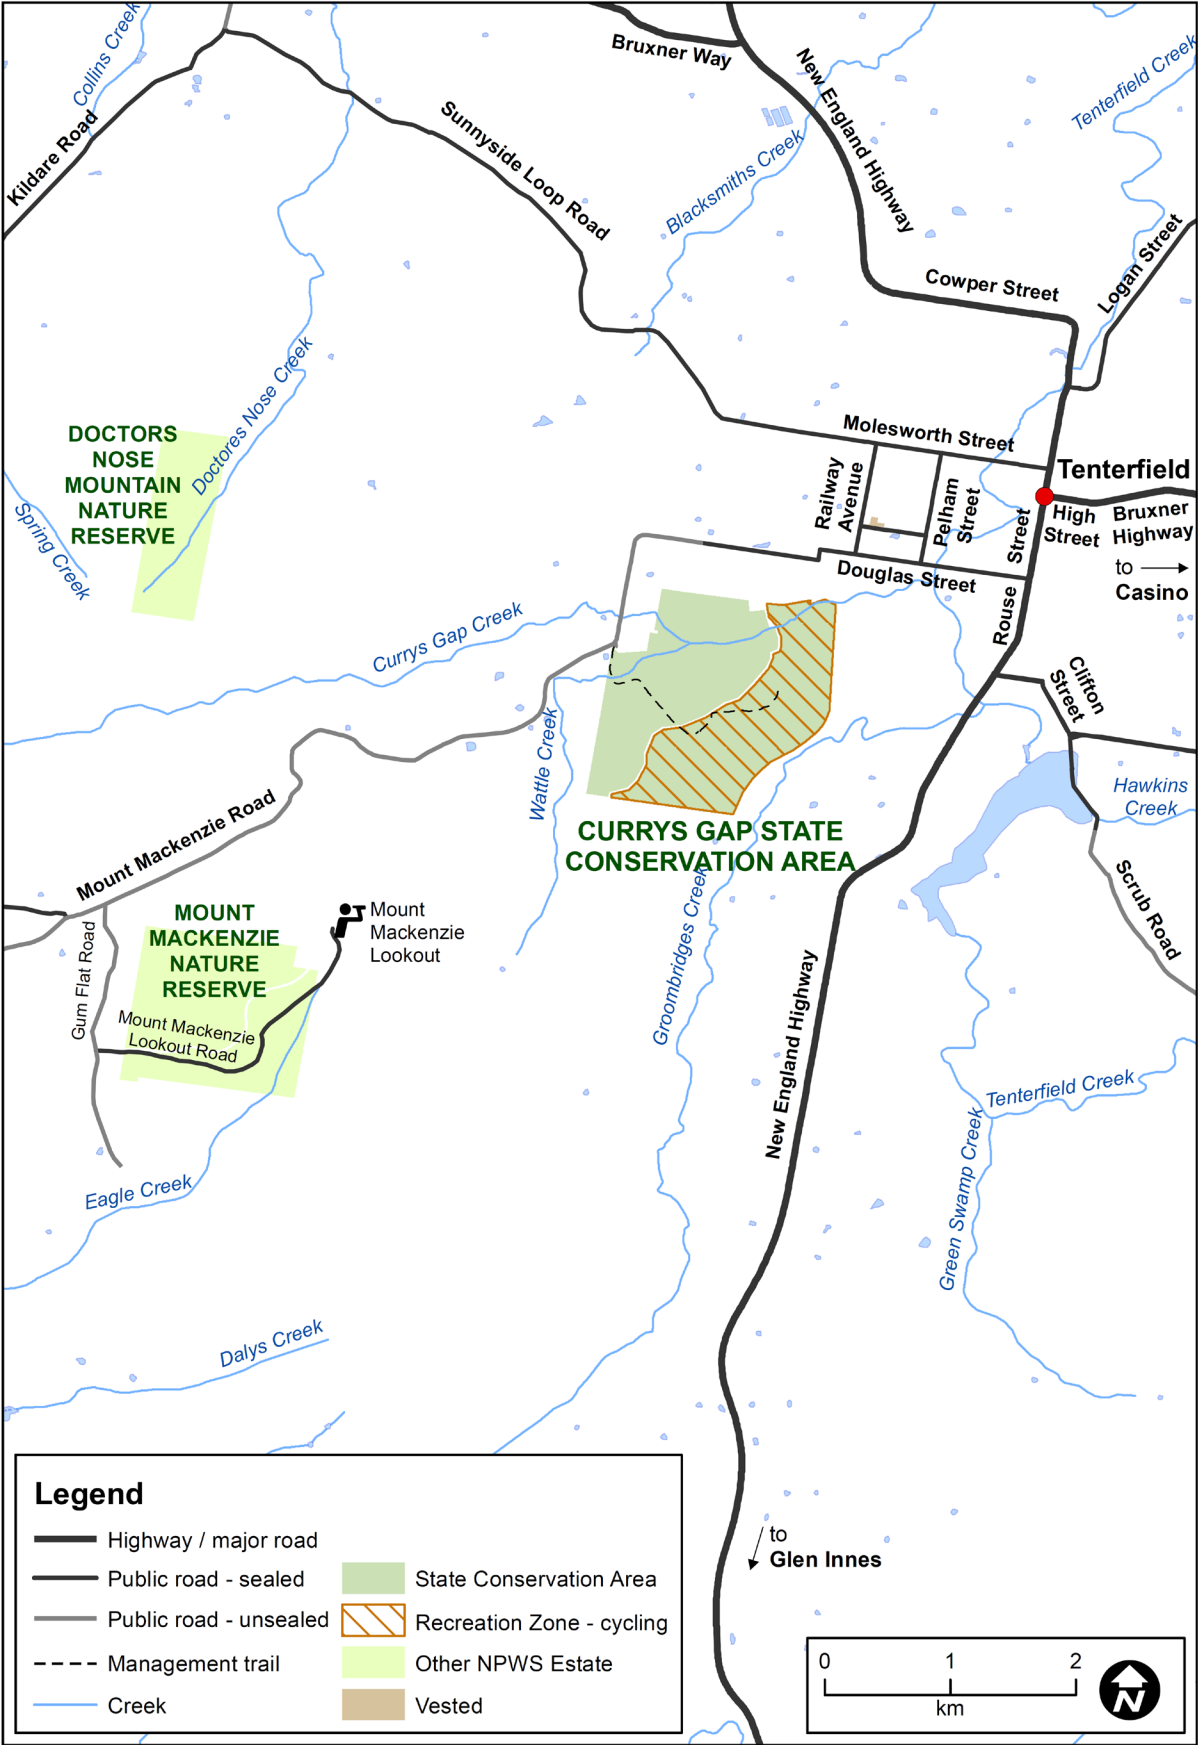 Collins Creek
Bruxner Way
New England Highway
Tenterfield Creek
Kildare Road
Sunnyside Loop Road
Blacksmiths Creek
Logan Street
Cowper Street
Doctores Nose Creek
DOCTORS
NOSE
MOUNTAIN
NATURE
RESERVE
Molesworth Street
Tenterfield
Railway
Avenue
Pelham
Street
High
Street
Bruxner
Highway
Spring Creek
to
Casino
Douglas Street
Rouse
Street
Currys Gap Creek
Clifton
Street
Wattle Creek
Hawkins
Creek
Mount Mackenzie Road
CURRYS GAP STATE
CONSERVATION AREA
Scrub Road
MOUNT
MACKENZIE
NATURE
RESERVE
Mount
Mackenzie
Lookout
Gum Flat Road
Groombridges Creek
New England Highway
Mount Mackenzie
Lookout Road
Tenterfield Creek
Green Swamp Creek
Eagle Creek
Dalys Creek
to
Glen Innes
Legend
Highway / major road
Public road - sealed
Public road - unsealed
Management trail
Creek
State Conservation Area
Recreation Zone - cycling
Other NPWS Estate
Vested
0 1 2
km
N